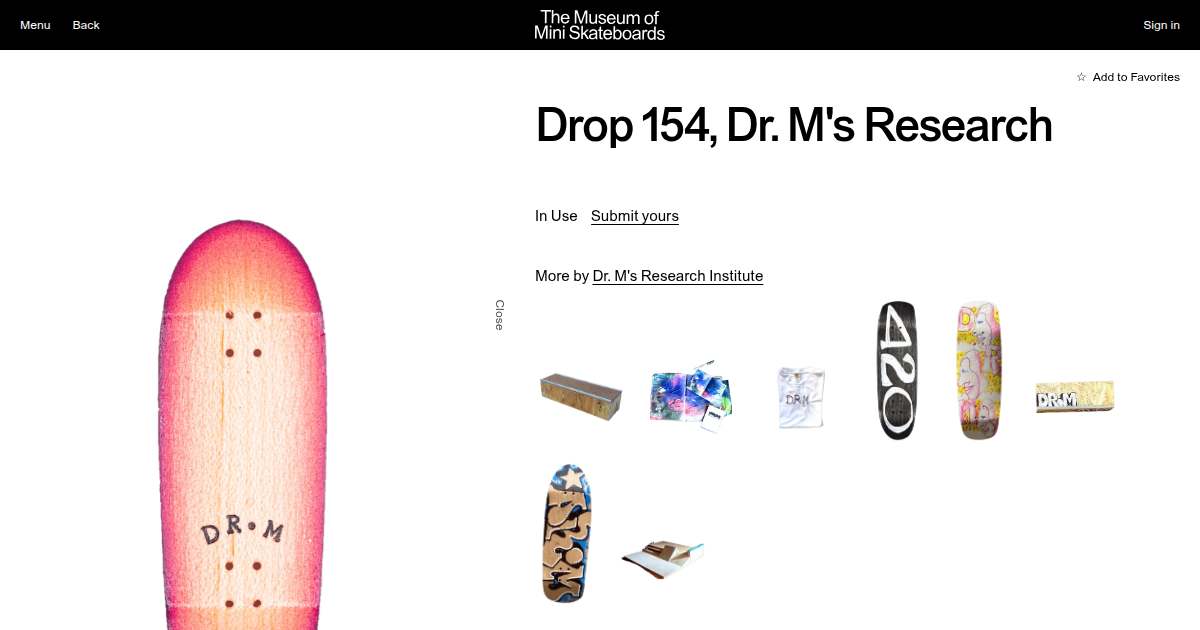 Menu Back
The Museum of
Mini Skateboards
Sign in
☆ Add to Favorites
Drop 154, Dr. M's Research
In Use Submit yours
More by Dr. M's Research Institute
Close
DR•M
420
DRM
DR.M